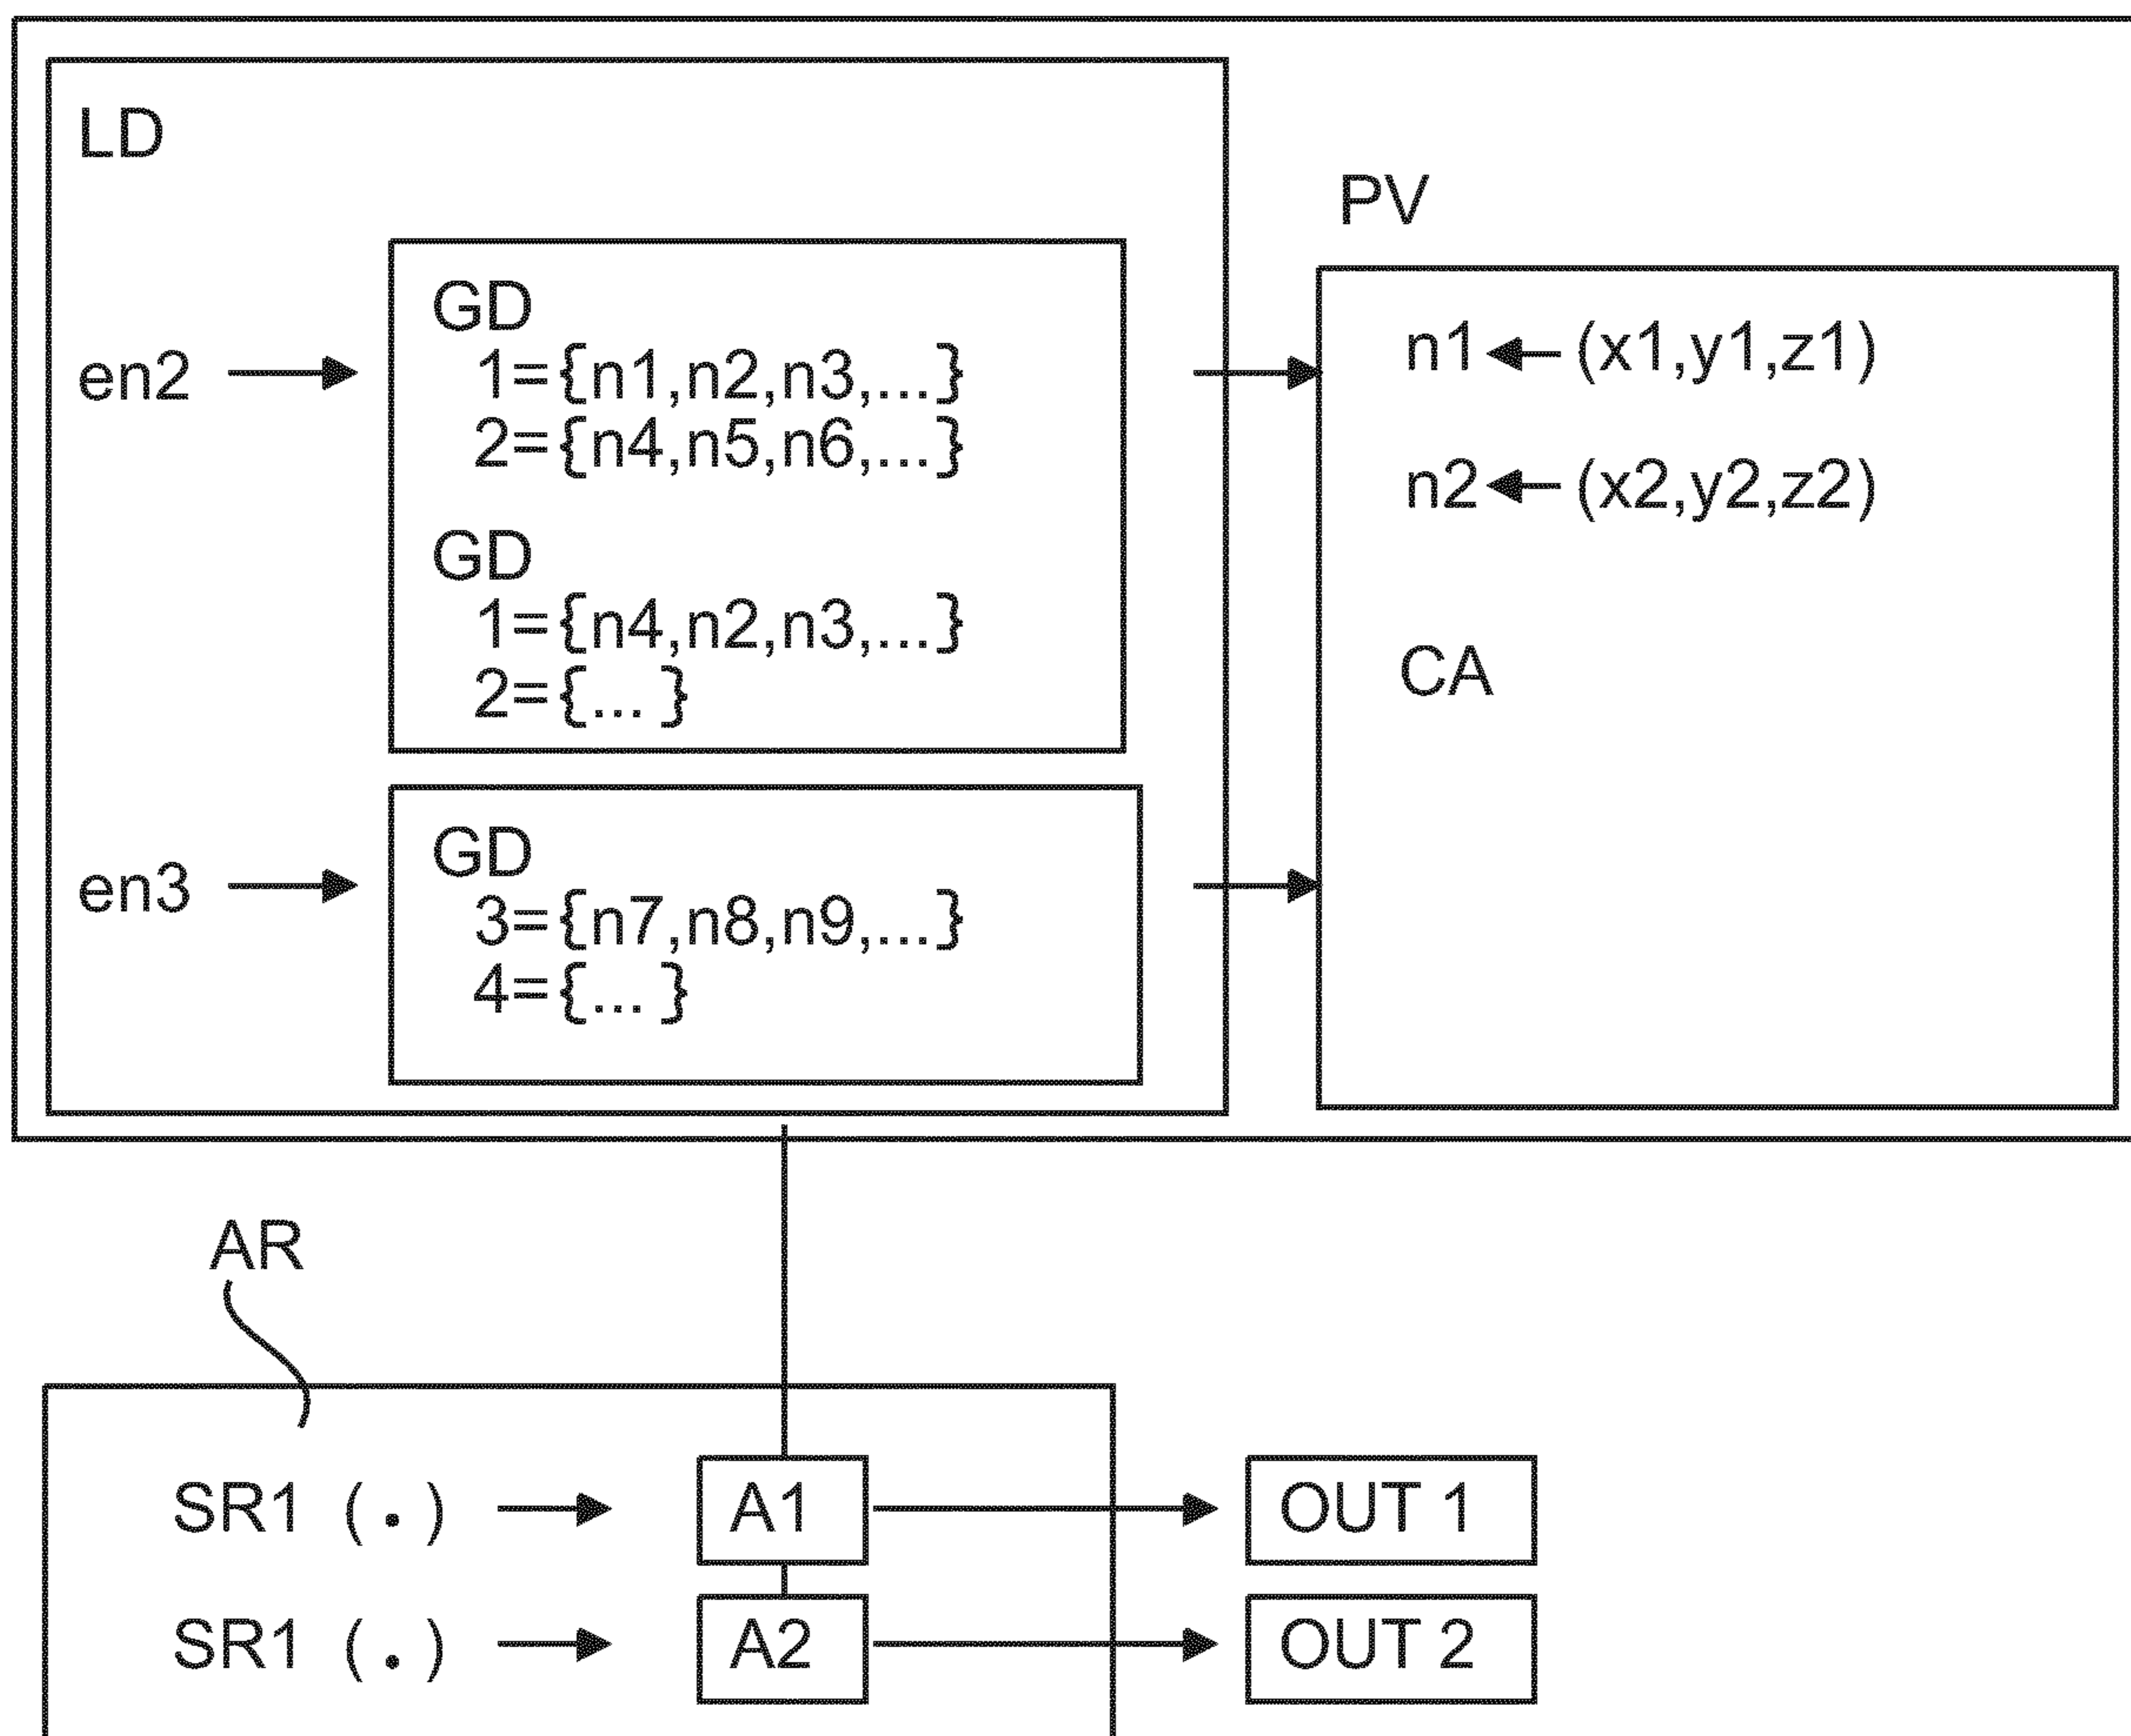 LD
PV
GD
en2
1={n1,n2,n3,...}
2={n4,n5,n6,...}
n1 (x1,y1,z1)
n2 (x2,y2,z2)
GD
1={n4,n2,n3,...}
2={... }
CA
GD
en3
3={n7,n8,n9,...}
4={... }
AR
SR1 (.) A1 OUT 1
SR1 (.) A2 OUT 2